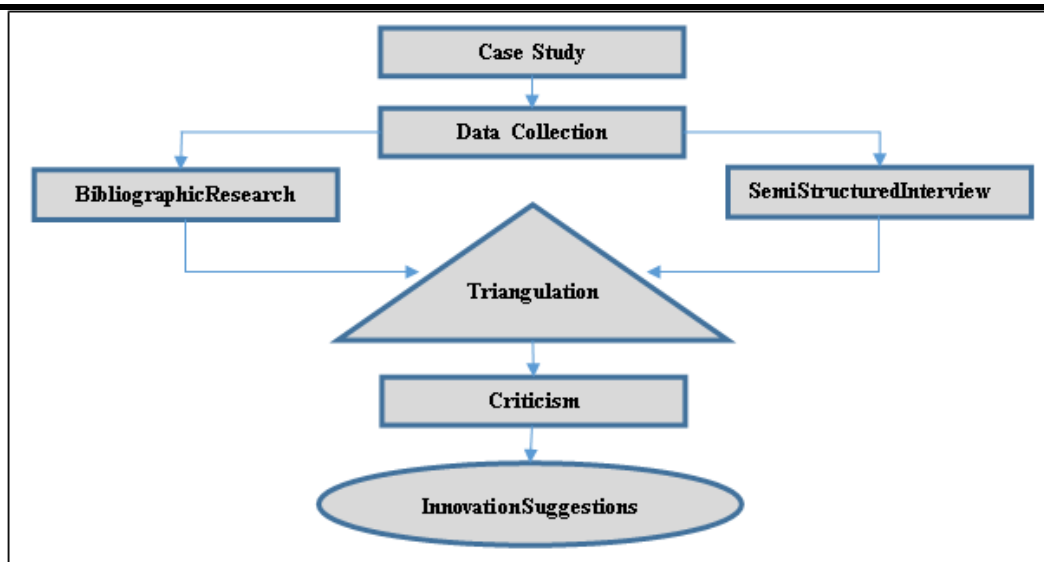 Case Study
Data Collection
BibliographicResearch
SemiStructuredInterview
Triangulation
Criticism
InnovationSuggestions